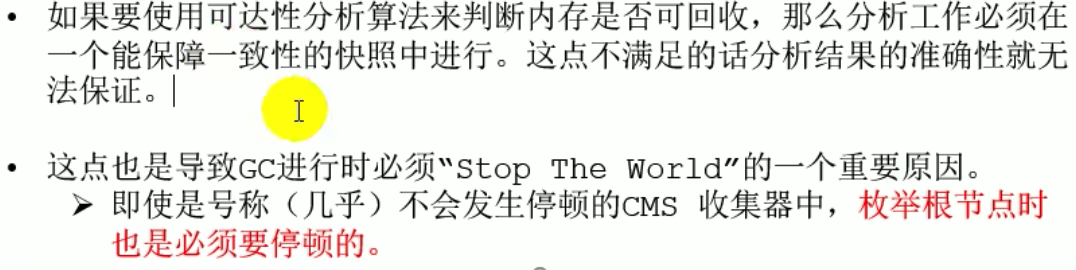 • 如果要使用可达性分析算法来判断内存是否可回收，那么分析工作必须在
一个能保障一致性的快照中进行。这点不满足的话分析结果的准确性就无
法保证。
• 这点也是导致GC进行时必须“Stop The World”的一个重要原因。
➢ 即使是号称（几乎）不会发生停顿的CMS 收集器中，枚举根节点时
也是必须要停顿的。